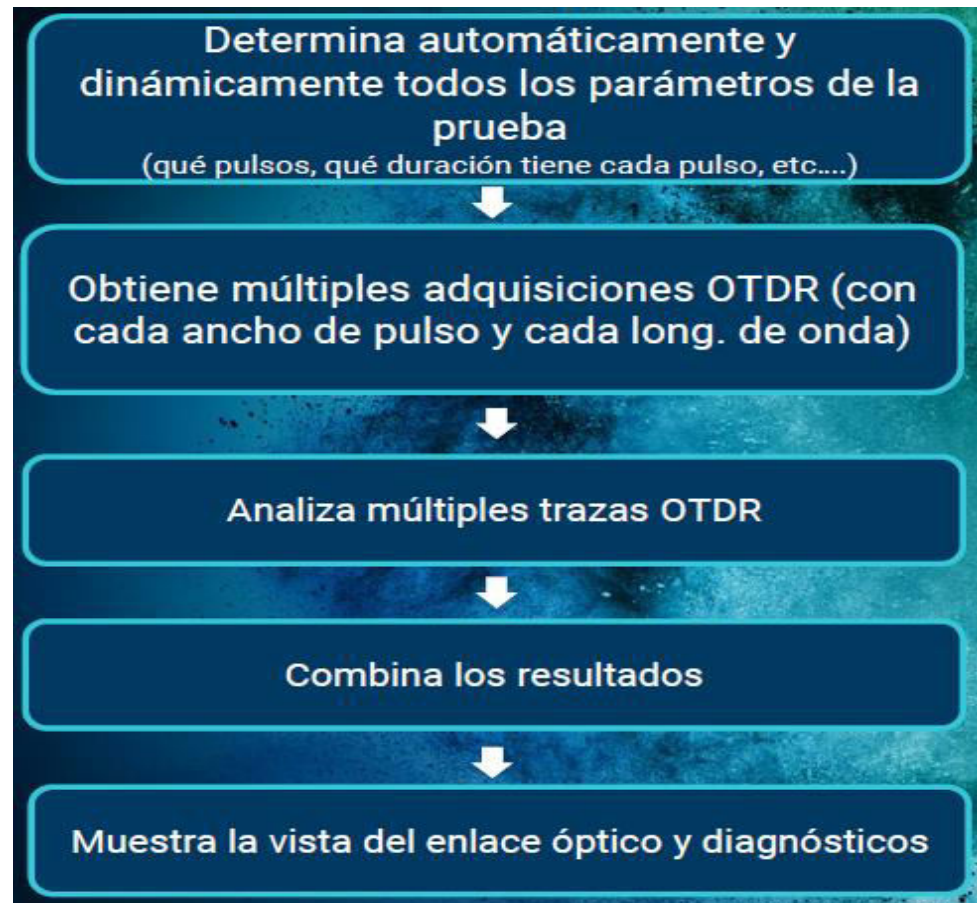 Determina automáticamente y
dinámicamente todos los parámetros de la
prueba
(qué pulsos, qué duración tiene cada pulso, etc....)
Obtiene múltiples adquisiciones OTDR (con
cada ancho de pulso y cada long. de onda)
Analiza múltiples trazas OTDR
Combina los resultados
Muestra la vista del enlace óptico y diagnósticos